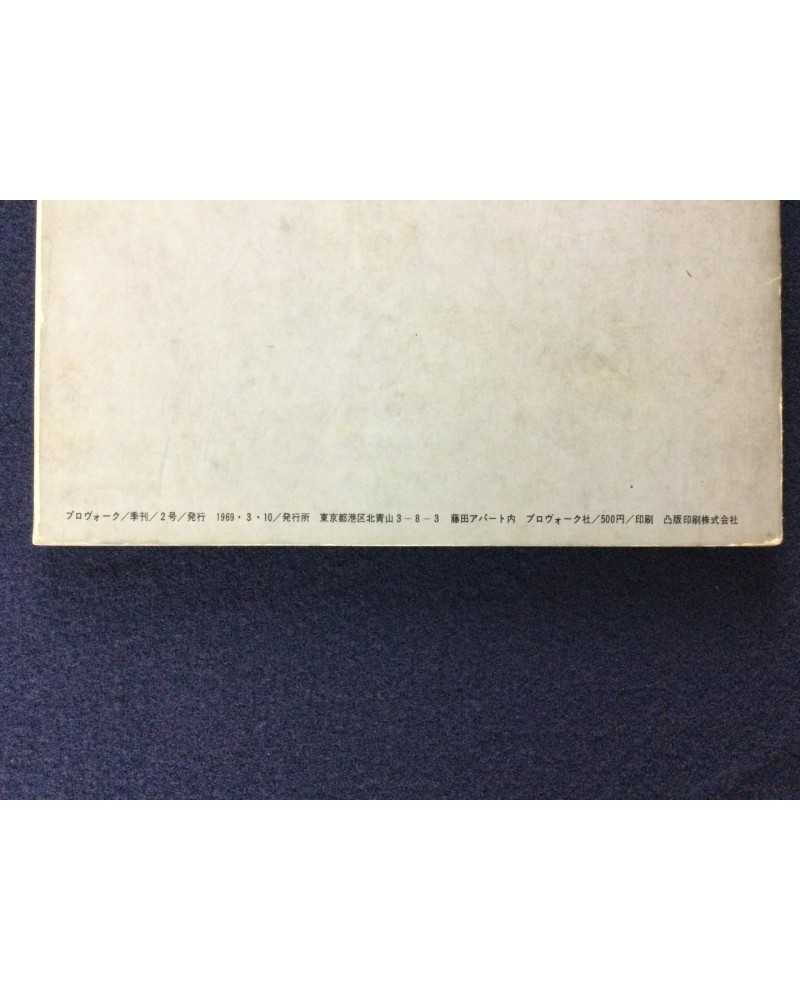 プロヴォーク/季刊/2号/発行 1969・3・10/発行所 東京都港区北青山3-8-3 藤田アパート内 プロヴォーク社/500円/印刷 凸版印刷株式会社